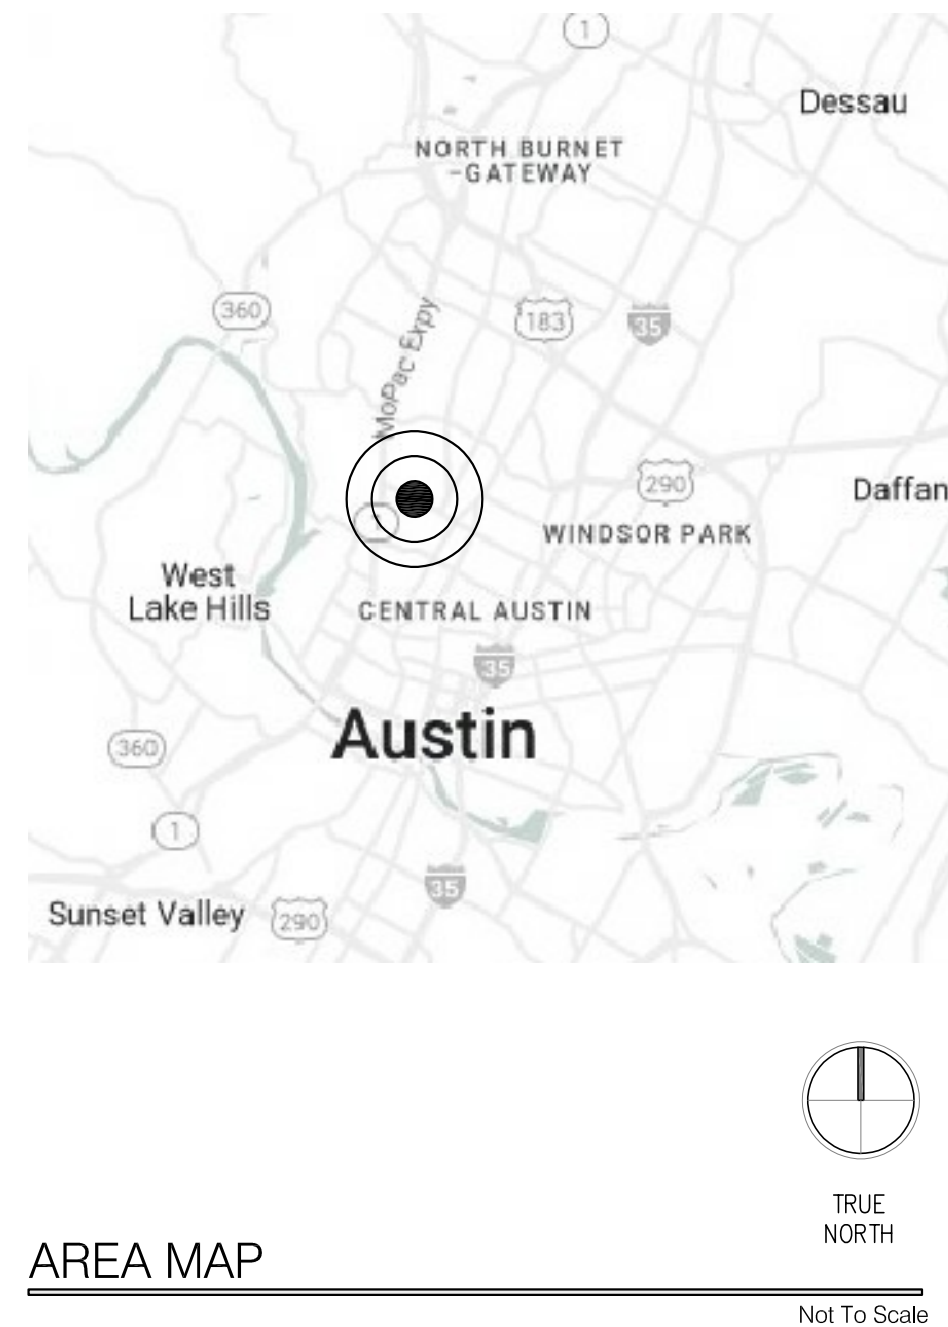 1
Dessau
NORTH BURNET
-GATEWAY
360
183
35
MoPac Expy
290
Daffan
1
WINDSOR PARK
West
Lake Hills
CENTRAL AUSTIN
35
Austin
360
1
35
Sunset Valley
290
TRUE
NORTH
AREA MAP
Not To Scale